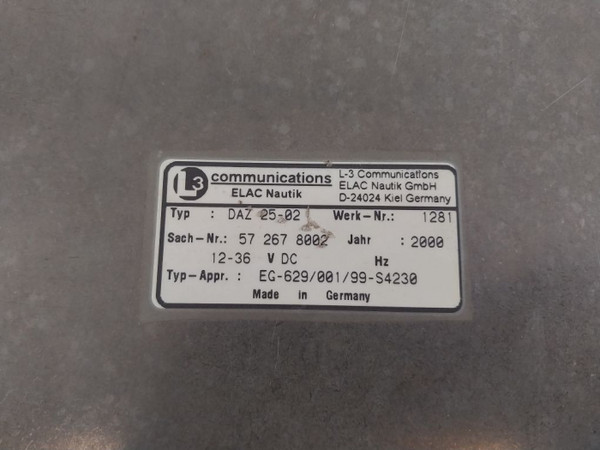 L3 communications
ELAC Nautik
L-3 Communications
ELAC Nautik GmbH
D-24024 Kiel Germany
Typ : DAZ 25-02 Werk-Nr.: 1281
Sach-Nr.: 57 267 8002 Jahr : 2000
12-36 V DC Hz
Typ-Appr. : EG-629/001/99-S4230
Made in Germany